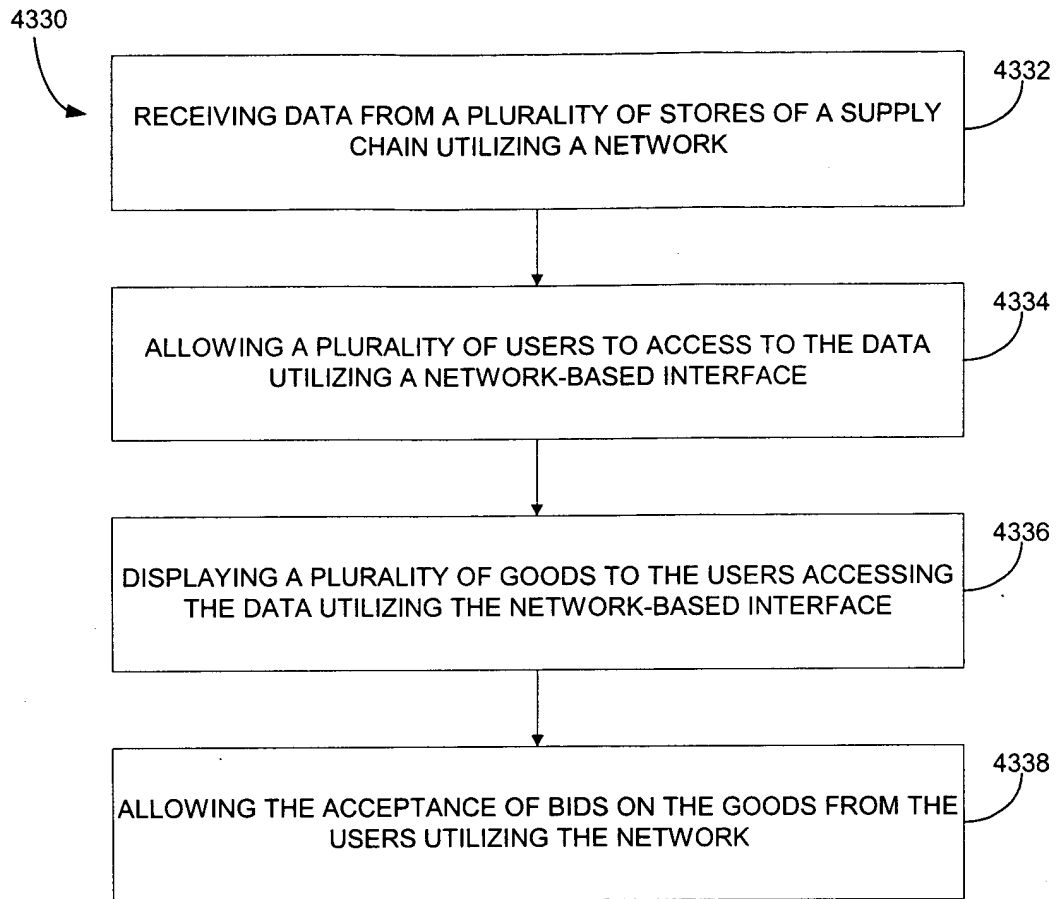 4330
4332
RECEIVING DATA FROM A PLURALITY OF STORES OF A SUPPLY
CHAIN UTILIZING A NETWORK
4334
ALLOWING A PLURALITY OF USERS TO ACCESS TO THE DATA
UTILIZING A NETWORK-BASED INTERFACE
4336
DISPLAYING A PLURALITY OF GOODS TO THE USERS ACCESSING
THE DATA UTILIZING THE NETWORK-BASED INTERFACE
4338
ALLOWING THE ACCEPTANCE OF BIDS ON THE GOODS FROM THE
USERS UTILIZING THE NETWORK